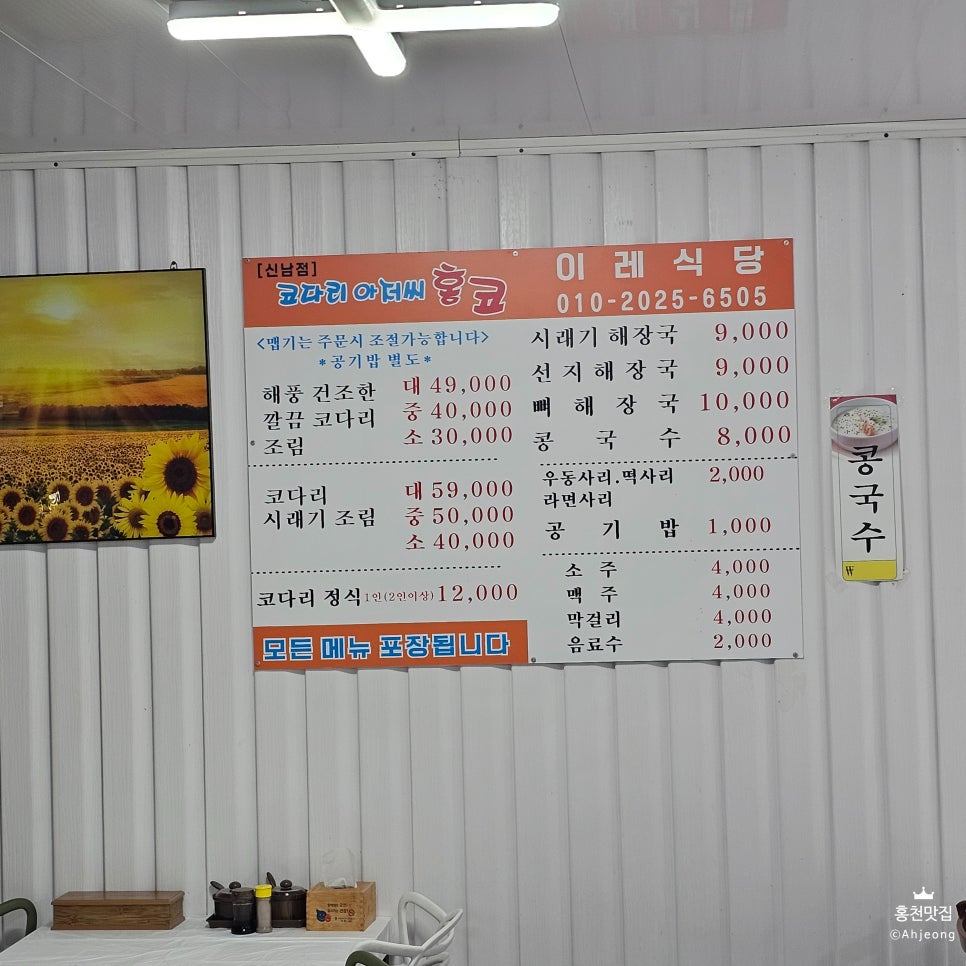 [신남점]
코다리 아저씨 홍코
이 레 식 당
010-2025-6505
<맵기는 주문시 조절가능합니다>
*공기밥 별도*
해풍 건조한 대 49,000
깔끔 코다리 중 40,000
조림 소 30,000
코다리 대 59,000
시래기 조림 중 50,000
소 40,000
코다리 정식 1인(2인이상) 12,000
모든 메뉴 포장됩니다
시래기 해장국 9,000
선지해장국 9,000
뼈 해 장 국 10,000
콩 국 수 8,000
우동사리.떡사리 2,000
라면사리
공 기 밥 1,000
소 주 4,000
맥 주 4,000
막걸리 4,000
음료수 2,000
콩국수
₩
홍천맛집
©Ahjeong